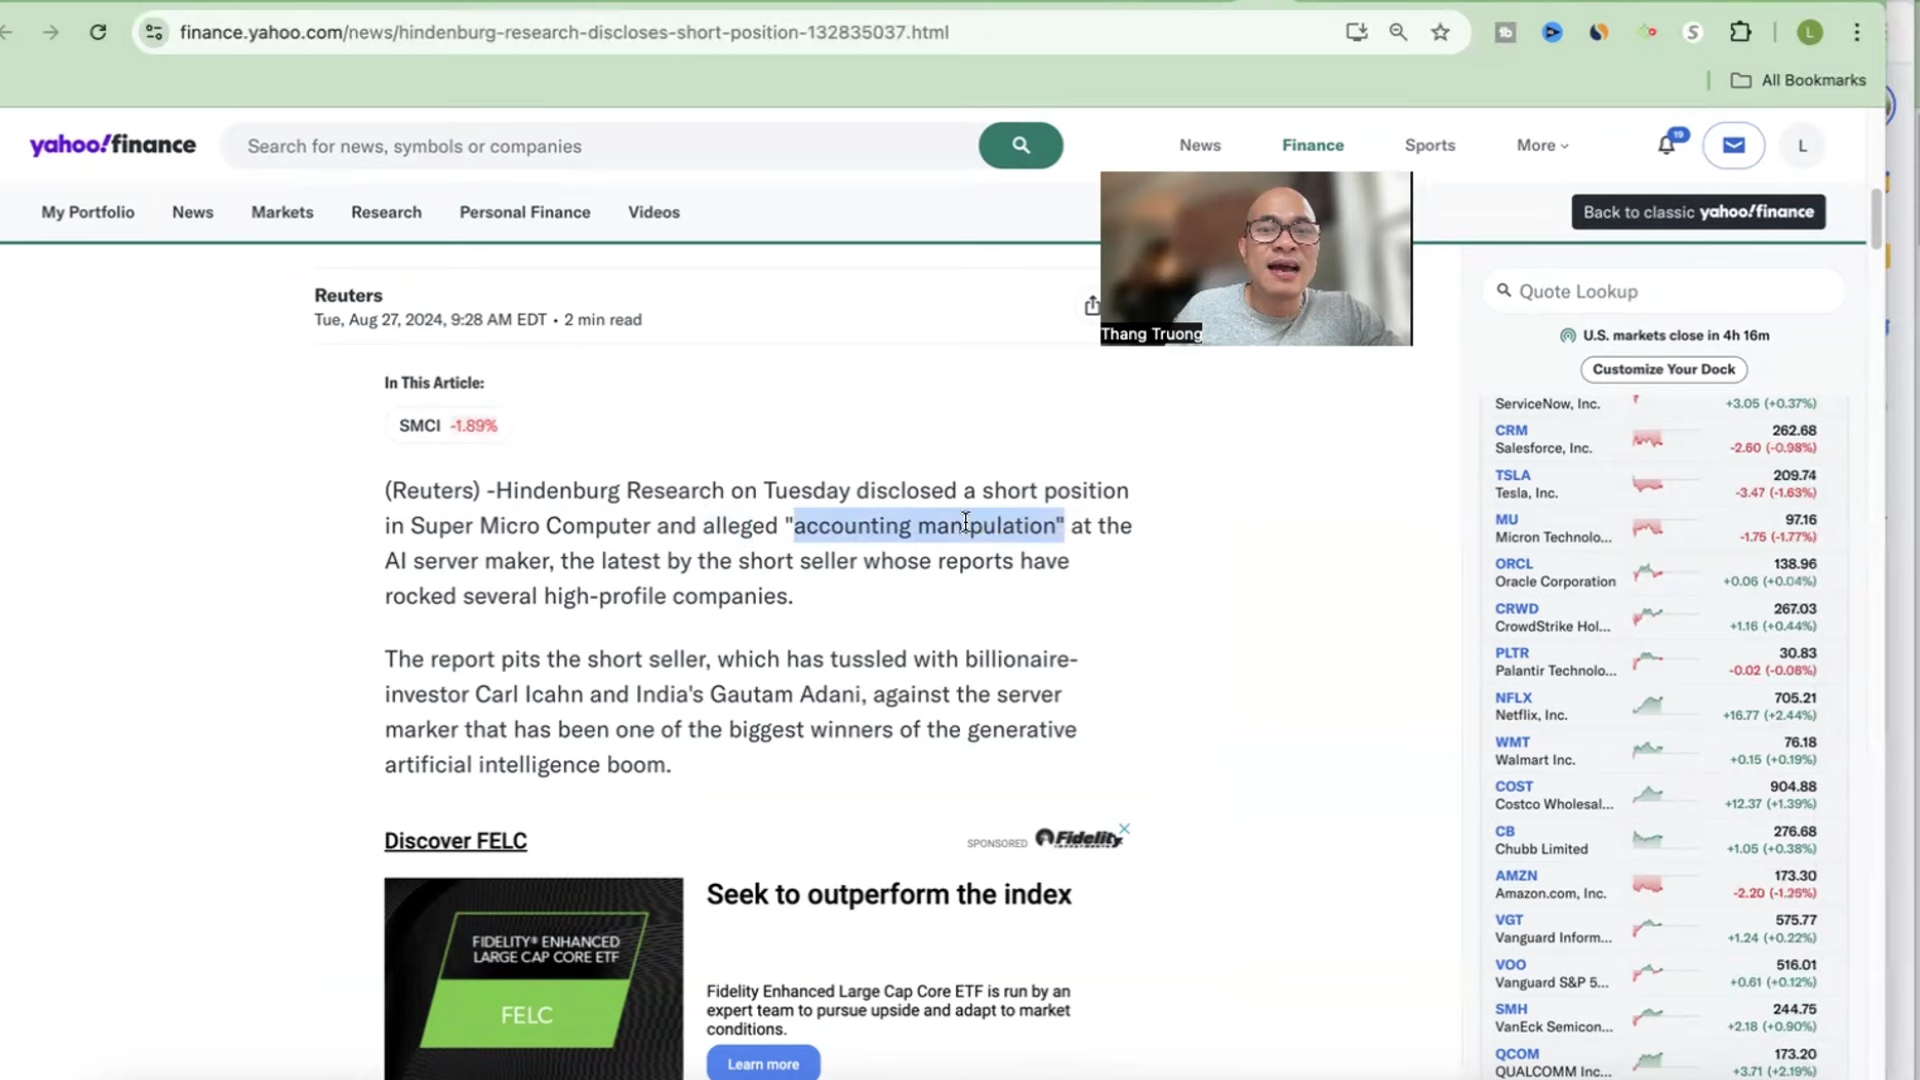 finance.yahoo.com/news/hindenburg-research-discloses-short-position-132835037.html
All Bookmarks
yahoo!finance
Search for news, symbols or companies
News
Finance
Sports
More
19
L
My Portfolio
News
Markets
Research
Personal Finance
Videos
Back to classic yahoo!finance
Thang Truong
Reuters
Tue, Aug 27, 2024, 9:28 AM EDT • 2 min read
In This Article:
SMCI -1.89%
(Reuters) -Hindenburg Research on Tuesday disclosed a short position
in Super Micro Computer and alleged "accounting manipulation" at the
AI server maker, the latest by the short seller whose reports have
rocked several high-profile companies.
The report pits the short seller, which has tussled with billionaire-
investor Carl Icahn and India's Gautam Adani, against the server
marker that has been one of the biggest winners of the generative
artificial intelligence boom.
Discover FELC
SPONSORED Fidelity INVESTMENTS
FIDELITY® ENHANCED
LARGE CAP CORE ETF
FELC
Seek to outperform the index
Fidelity Enhanced Large Cap Core ETF is run by an
expert team to pursue upside and adapt to market
conditions.
Learn more
Quote Lookup
U.S. markets close in 4h 16m
Customize Your Dock
ServiceNow, Inc. +3.05 (+0.37%)
CRM 262.68
Salesforce, Inc. -2.60 (-0.98%)
TSLA 209.74
Tesla, Inc. -3.47 (-1.63%)
MU 97.16
Micron Technolo... -1.75 (-1.77%)
ORCL 138.96
Oracle Corporation +0.06 (+0.04%)
CRWD 267.03
CrowdStrike Hol... +1.16 (+0.44%)
PLTR 30.83
Palantir Technolo... -0.02 (-0.08%)
NFLX 705.21
Netflix, Inc. +16.77 (+2.44%)
WMT 76.18
Walmart Inc. +0.15 (+0.19%)
COST 904.88
Costco Wholesal... +12.37 (+1.39%)
CB 276.68
Chubb Limited +1.05 (+0.38%)
AMZN 173.30
Amazon.com, Inc. -2.20 (-1.25%)
VGT 575.77
Vanguard Inform... +1.24 (+0.22%)
VOO 516.01
Vanguard S&P 5... +0.61 (+0.12%)
SMH 244.75
VanEck Semicon... +2.18 (+0.90%)
QCOM 173.20
QUALCOMM Inc... +3.71 (+2.19%)